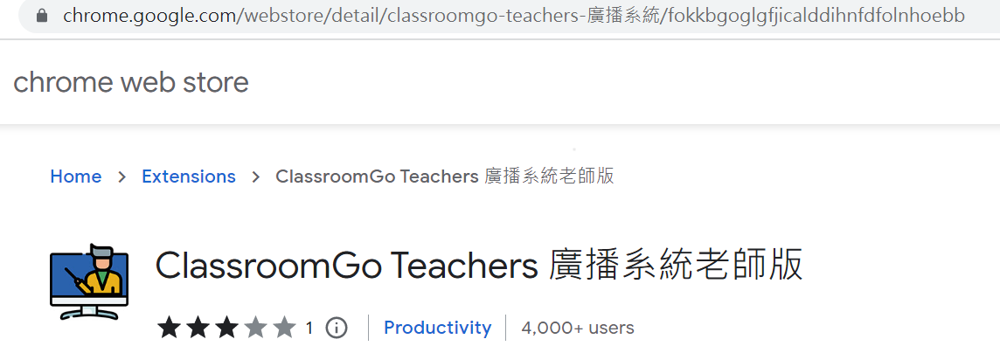 chrome.google.com/webstore/detail/classroomgo-teachers-廣播系統/fokkbgoglgfjicalddihnfdfolnhoebb
chrome web store
Home > Extensions > ClassroomGo Teachers 廣播系統老師版
ClassroomGo Teachers 廣播系統老師版
1 Productivity 4,000+ users